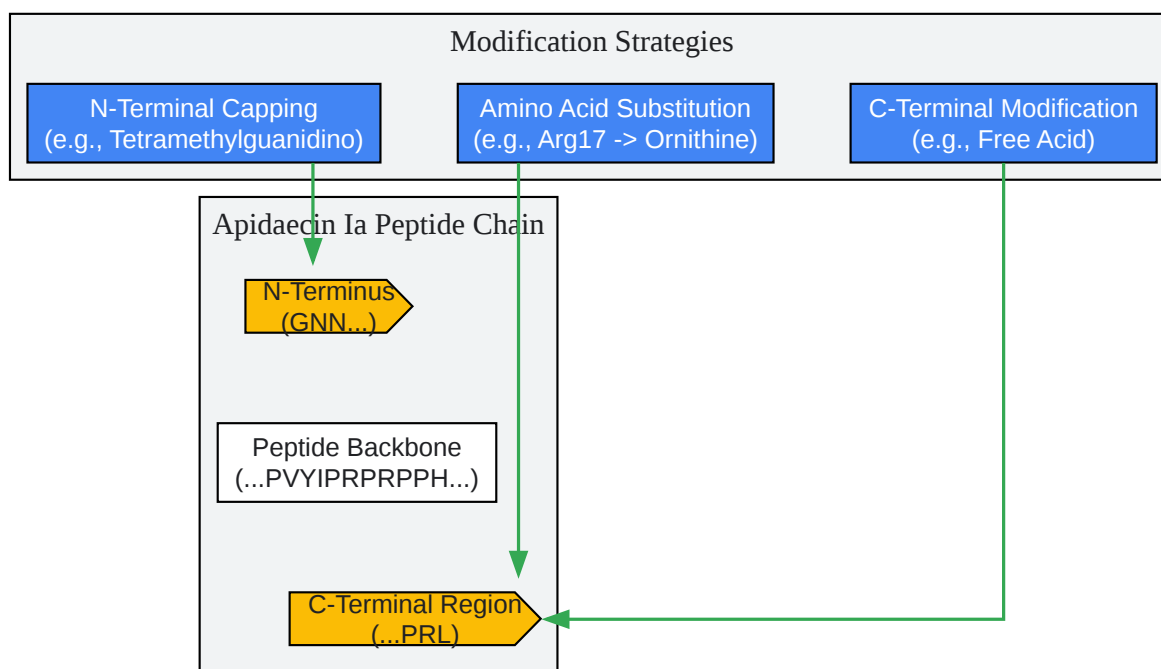 Modification Strategies
N-Terminal Capping
(e.g., Tetramethylguanidino)
Amino Acid Substitution
(e.g., Arg17 -> Ornithine)
C-Terminal Modification
(e.g., Free Acid)
Apidaecin Ia Peptide Chain
N-Terminus
(GNN...)
Peptide Backbone
(...PVYIPRPRPPH...)
C-Terminal Region
(...PRL)